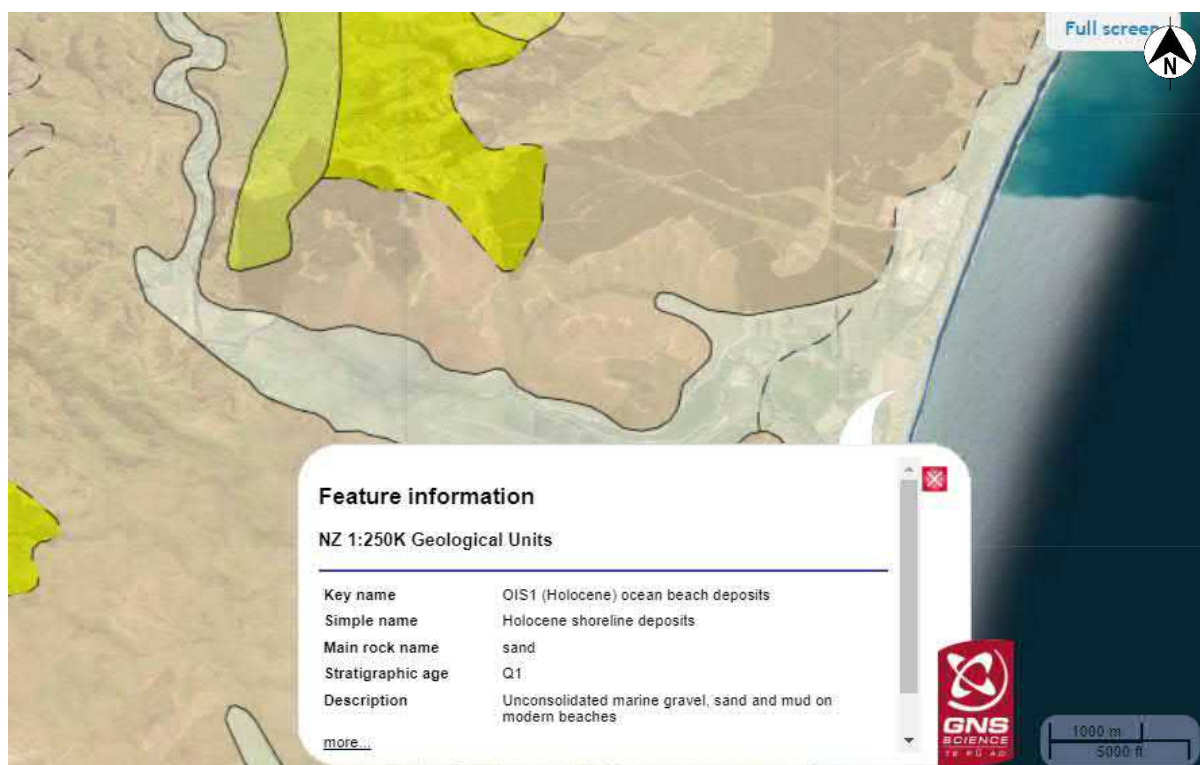 Full screen
N
Feature information
NZ 1:250K Geological Units
Key name OIS1 (Holocene) ocean beach deposits
Simple name Holocene shoreline deposits
Main rock name sand
Stratigraphic age Q1
Description Unconsolidated marine gravel, sand and mud on
modern beaches
more...
GNS
SCIENCE
TE PŪ AO
1000 m
5000 ft